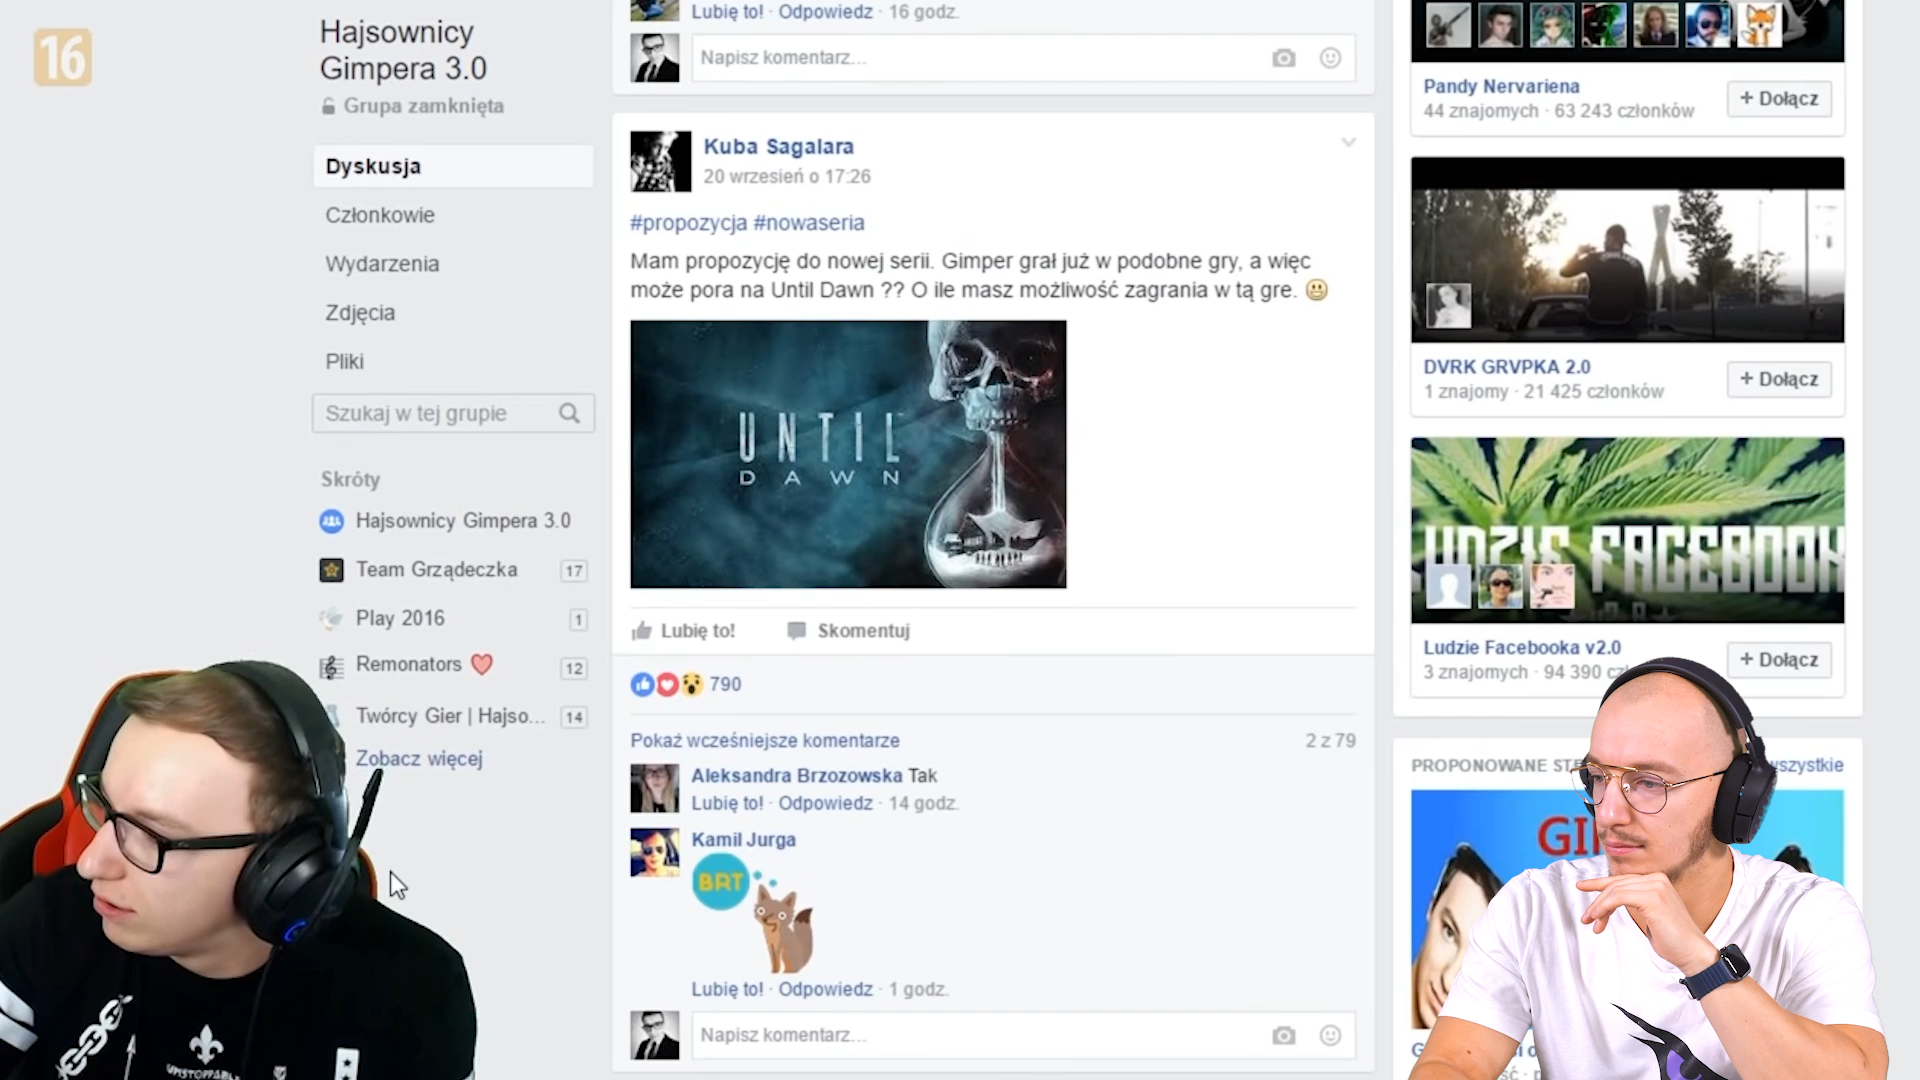 16
Hajsownicy
Gimpera 3.0
Grupa zamknięta
Dyskusja
Członkowie
Wydarzenia
Zdjęcia
Pliki
Szukaj w tej grupie
Skróty
Hajsownicy Gimpera 3.0
Team Grządeczka 17
Play 2016 1
Remonators 12
Twórcy Gier | Hajso... 14
Zobacz więcej
Lubię to! · Odpowiedz · 16 godz.
Napisz komentarz...
Kuba Sagalara
20 wrzesień o 17:26
#propozycja #nowaseria
Mam propozycję do nowej serii. Gimper grał już w podobne gry, a więc
może pora na Until Dawn ?? O ile masz możliwość zagrania w tą gre. 😀
UNTIL
DAWN
Lubię to! Skomentuj
790
Pokaż wcześniejsze komentarze 2 z 79
Aleksandra Brzozowska Tak
Lubię to! · Odpowiedz · 14 godz.
Kamil Jurga
BRT
Lubię to! · Odpowiedz · 1 godz.
Napisz komentarz...
Pandy Nervariena
44 znajomych · 63 243 członków
+ Dołącz
DVRK GRVPKA 2.0
1 znajomy · 21 425 członków
+ Dołącz
LUDZIE FACEBOOK
Ludzie Facebooka v2.0
3 znajomych · 94 390
+ Dołącz
PROPONOWANE wszystkie
UNSTOPPABLE